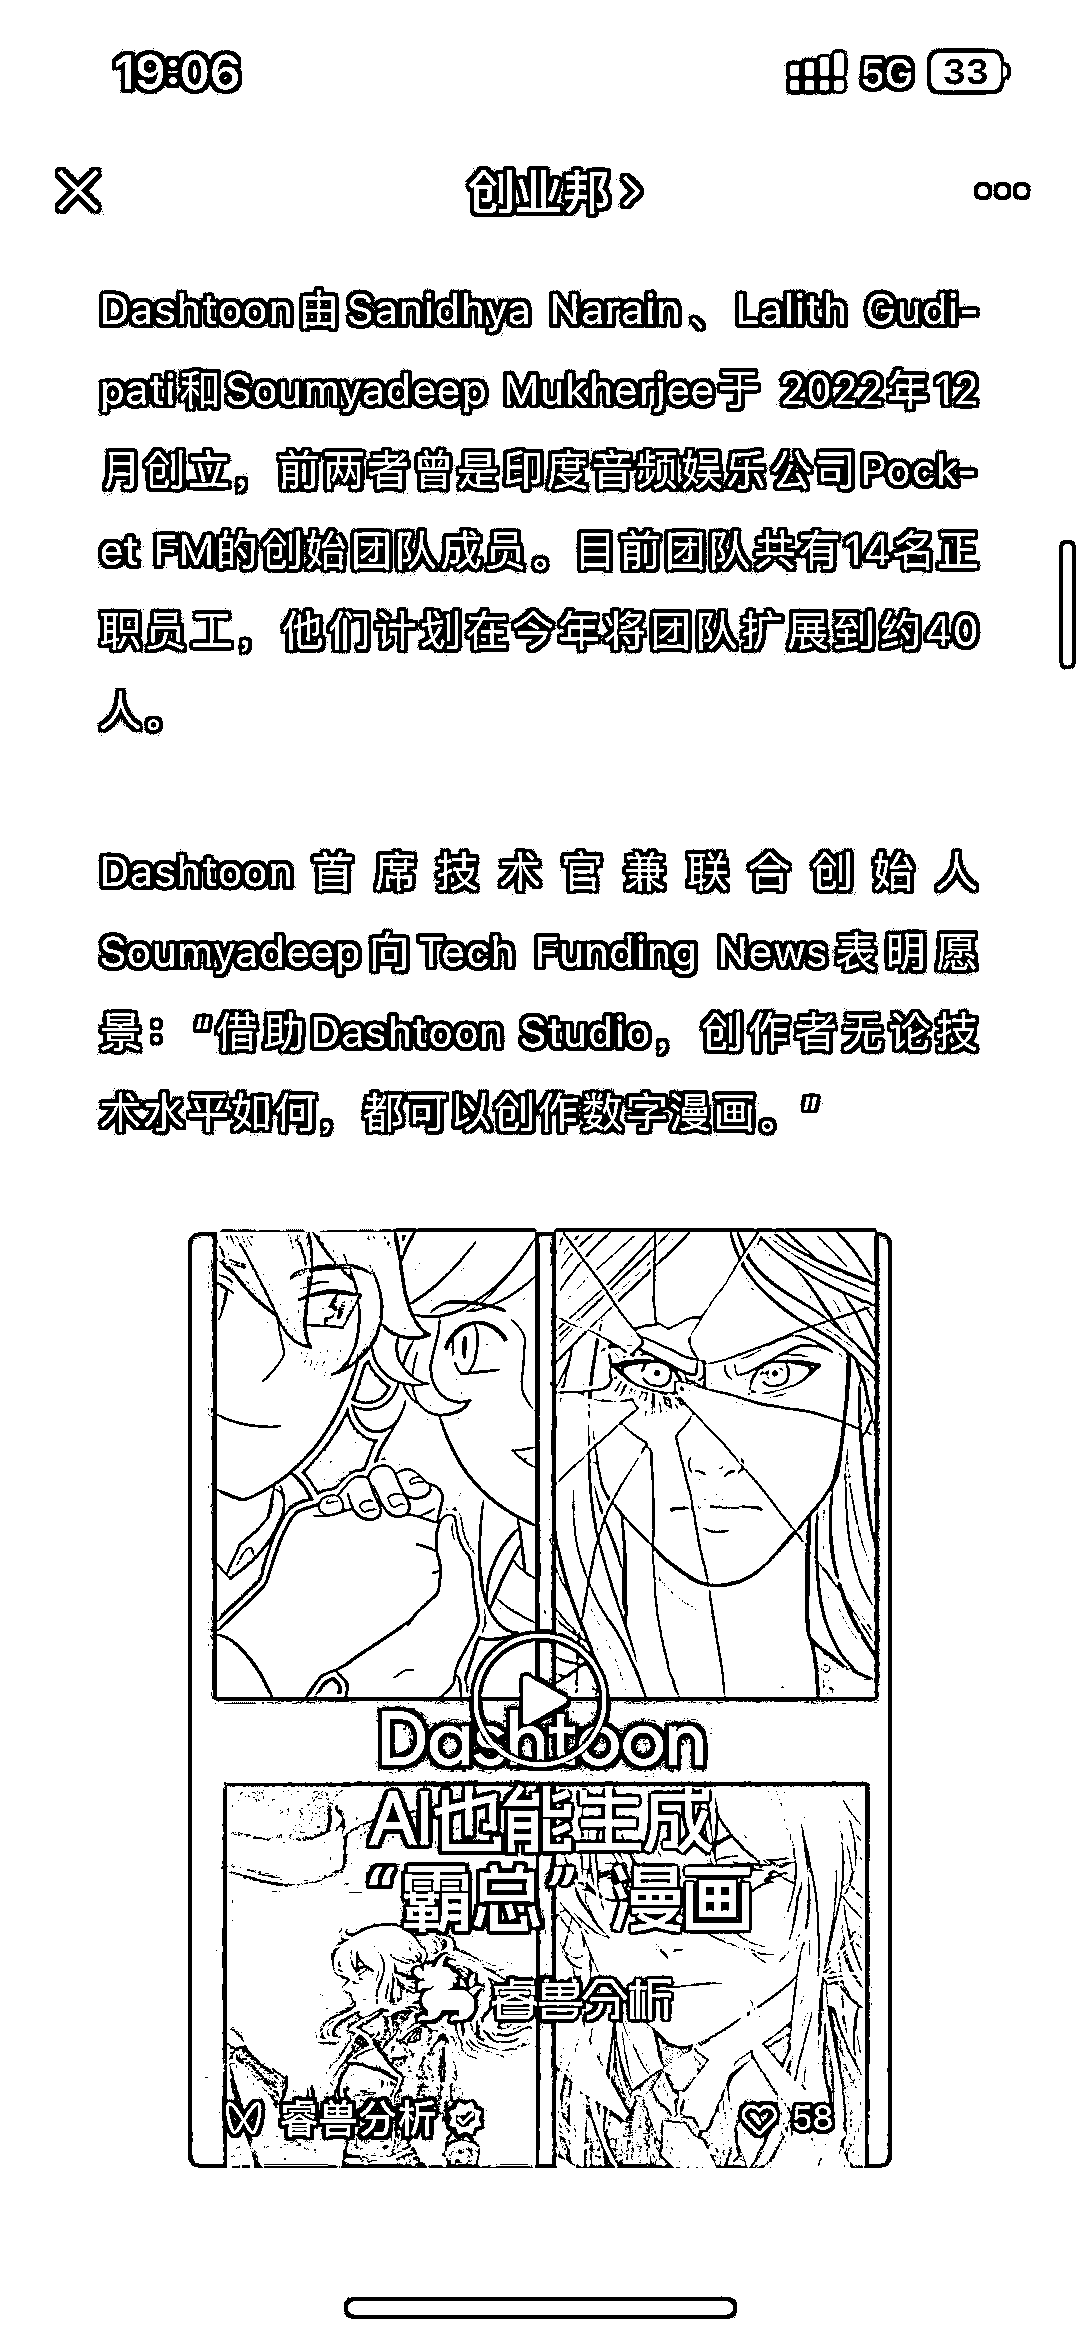 19:06
5G 33
创业邦
Dashtoon由Sanidhya Narain、Lalith Gudi-
pati和Soumyadeep Mukherjee于 2022年12
月创立，前两者曾是印度音频娱乐公司Pock-
et FM的创始团队成员。目前团队共有14名正
职员工，他们计划在今年将团队扩展到约40
人。
Dashtoon首席技术官兼联合创始人
Soumyadeep向Tech Funding News表明愿
景：“借助Dashtoon Studio，创作者无论技
术水平如何，都可以创作数字漫画。”
Dashtoon
AI也能生成
“霸总”漫画
睿兽分析
睿兽分析 58